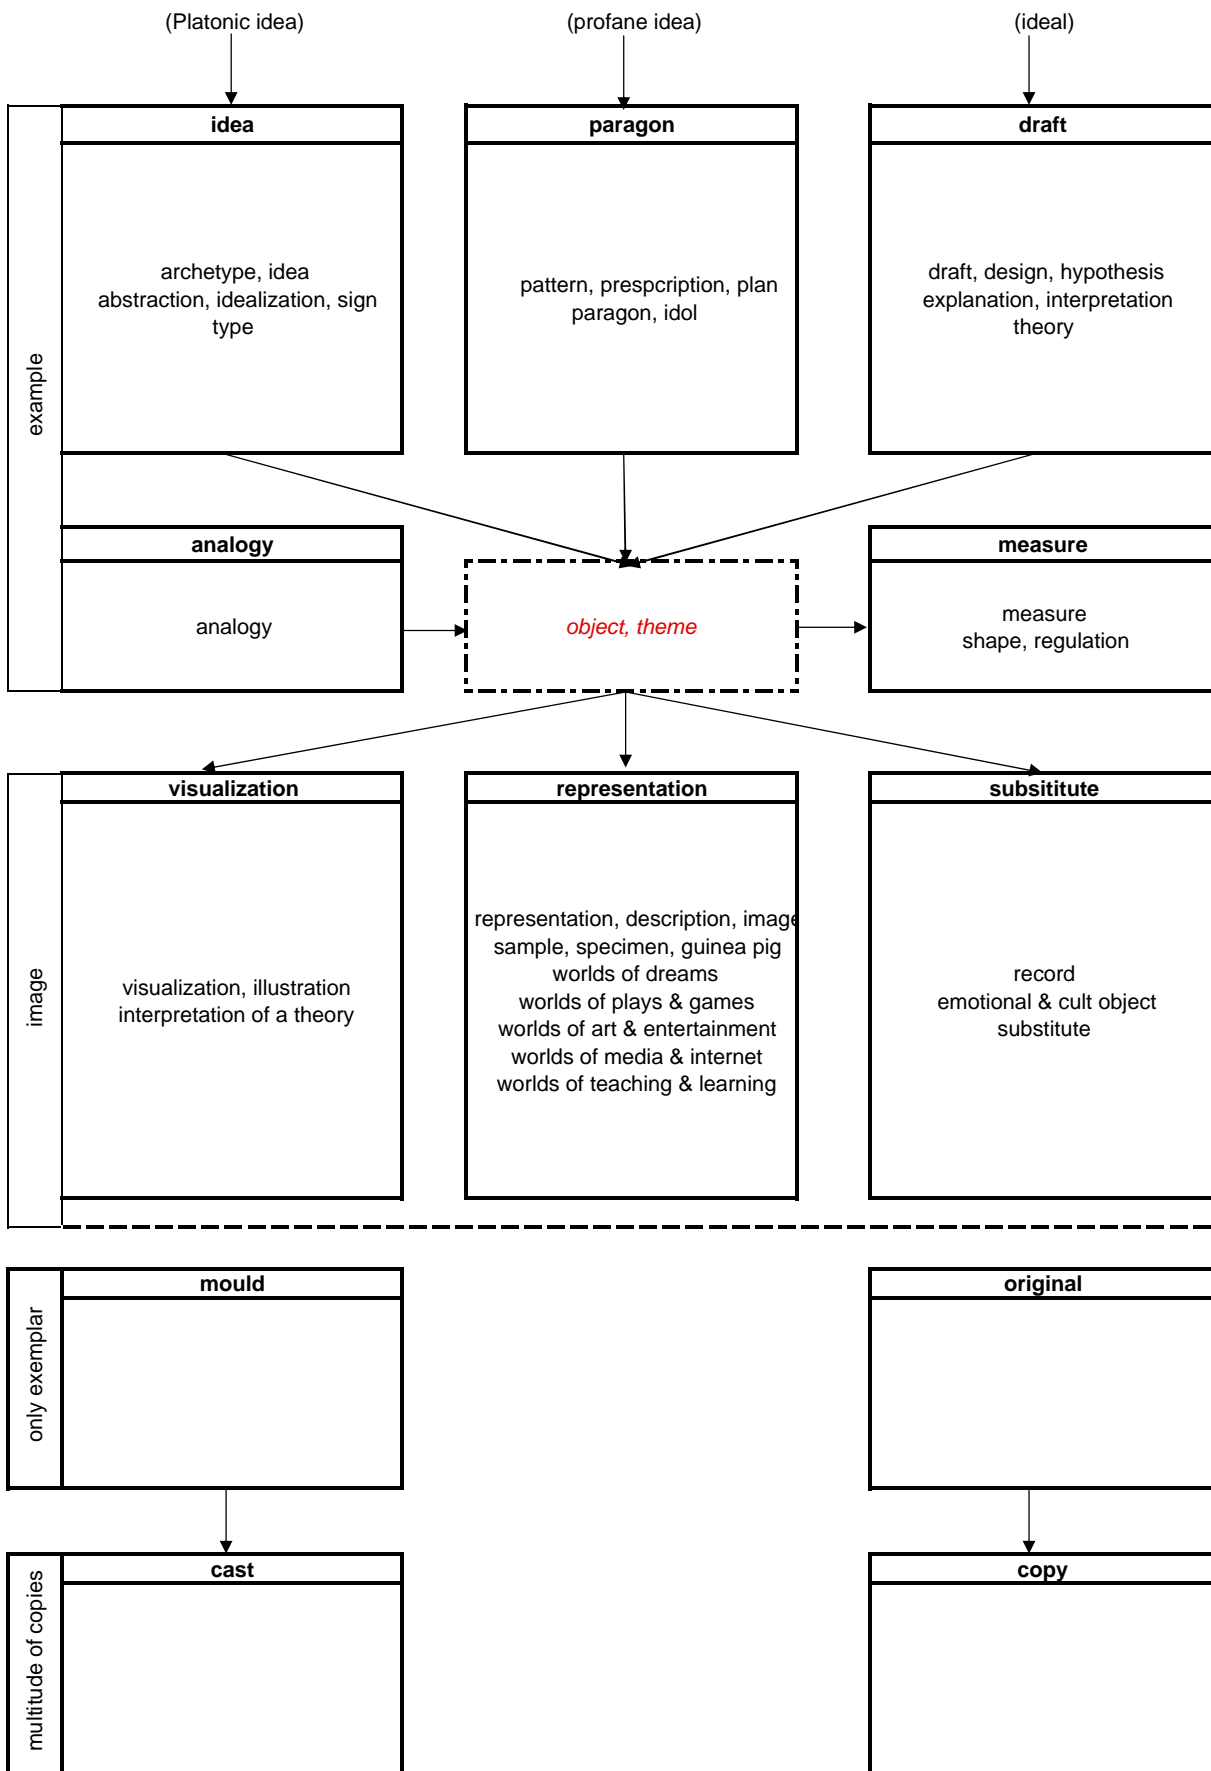 (Platonic idea)
(profane idea)
(ideal)
idea
paragon
draft
example
archetype, idea
abstraction, idealization, sign
type
pattern, prespcription, plan
paragon, idol
draft, design, hypothesis
explanation, interpretation
theory
analogy
measure
analogy
object, theme
measure
shape, regulation
visualization
representation
subsititute
image
visualization, illustration
interpretation of a theory
representation, description, image
sample, specimen, guinea pig
worlds of dreams
worlds of plays & games
worlds of art & entertainment
worlds of media & internet
worlds of teaching & learning
record
emotional & cult object
substitute
mould
original
only exemplar
cast
copy
multitude of copies